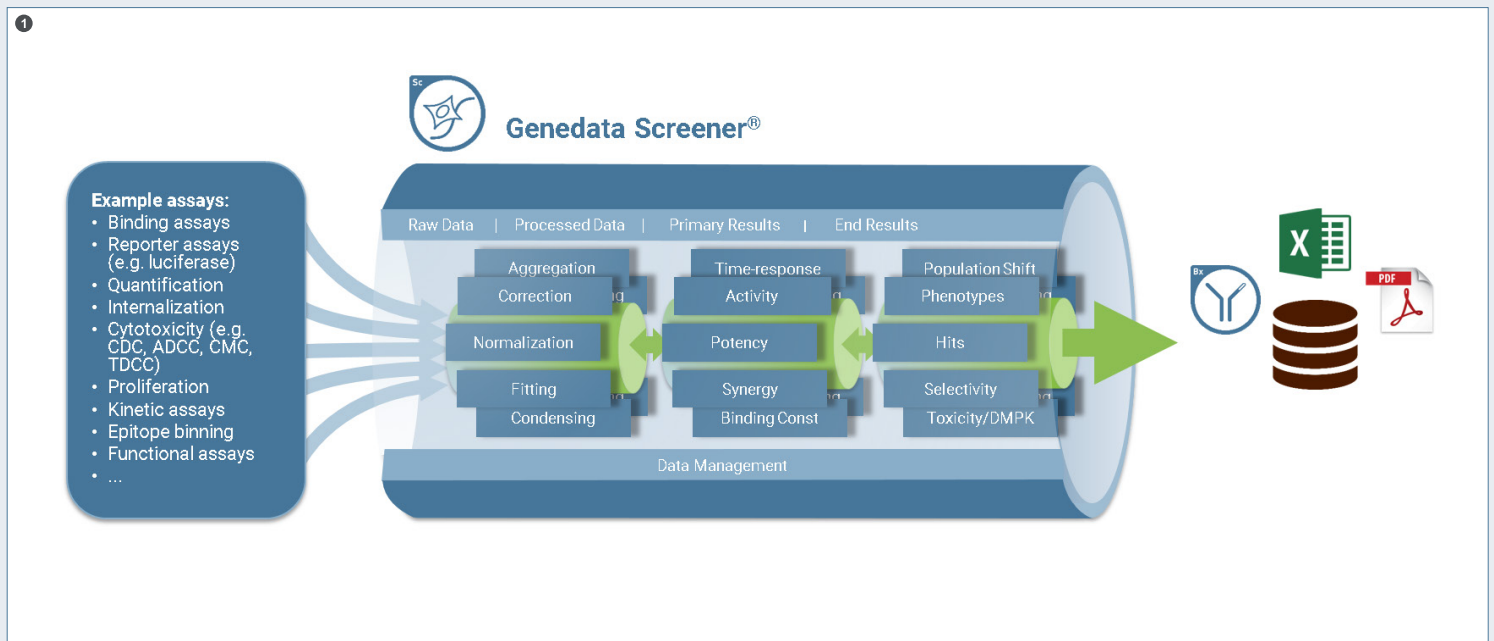 1
Sc
Genedata Screener®
Example assays:
• Binding assays
• Reporter assays
(e.g. luciferase)
• Quantification
• Internalization
• Cytotoxicity (e.g.
CDC, ADCC, CMC,
TDCC)
• Proliferation
• Kinetic assays
• Epitope binning
• Functional assays
• ...
Raw Data | Processed Data | Primary Results | End Results
Aggregation
Correction
Normalization
Fitting
Condensing
Time-response
Activity
Potency
Synergy
Binding Const
Population Shift
Phenotypes
Hits
Selectivity
Toxicity/DMPK
Data Management
Bx
X
PDF